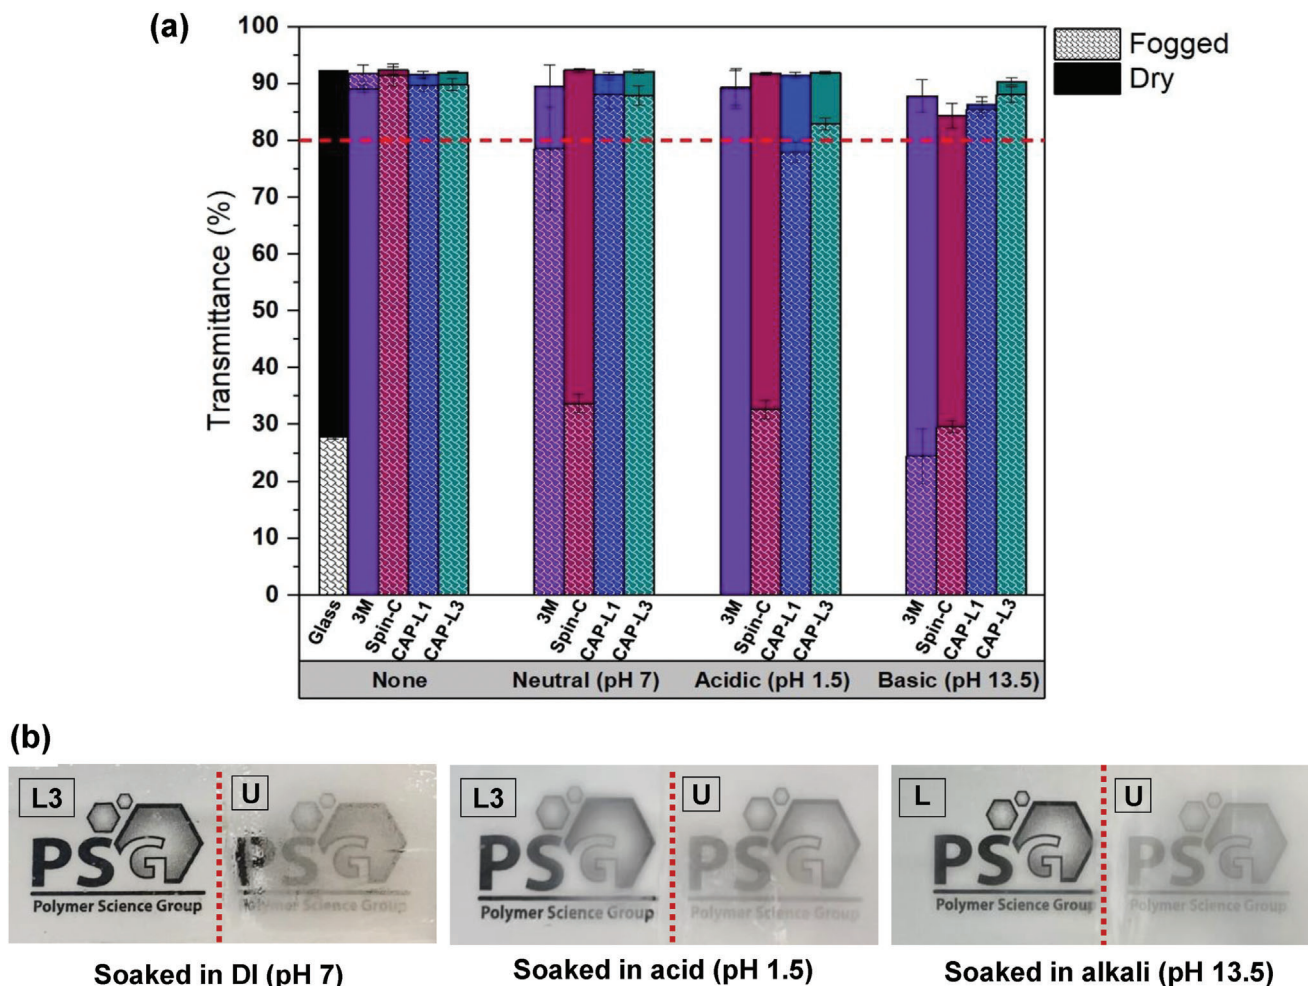 (a)
100
90
80
70
60
50
40
30
20
10
0
Transmittance (%)
Fogged
Dry
Glass
3M
Spin-C
CAP-L1
CAP-L3
3M
Spin-C
CAP-L1
CAP-L3
3M
Spin-C
CAP-L1
CAP-L3
3M
Spin-C
CAP-L1
CAP-L3
None
Neutral (pH 7)
Acidic (pH 1.5)
Basic (pH 13.5)
(b)
L3
U
PSG
Polymer Science Group
PSG
Polymer Science Group
Soaked in DI (pH 7)
L3
U
PSG
Polymer Science Group
PSG
Polymer Science Group
Soaked in acid (pH 1.5)
L
U
PSG
Polymer Science Group
PSG
Polymer Science Group
Soaked in alkali (pH 13.5)